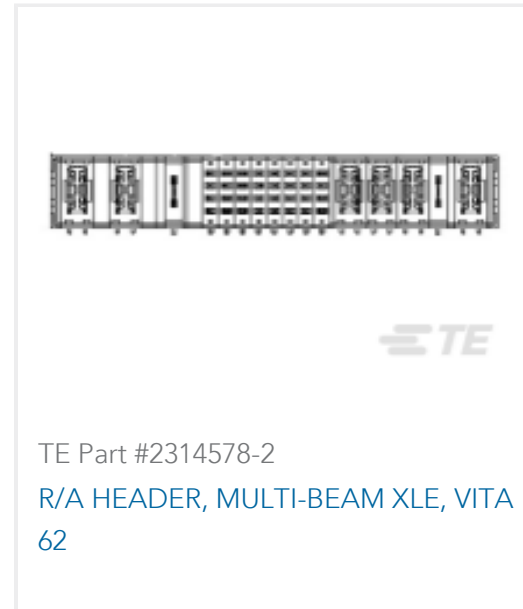 TE
TE Part #2314578-2
R/A HEADER, MULTI-BEAM XLE, VITA
62